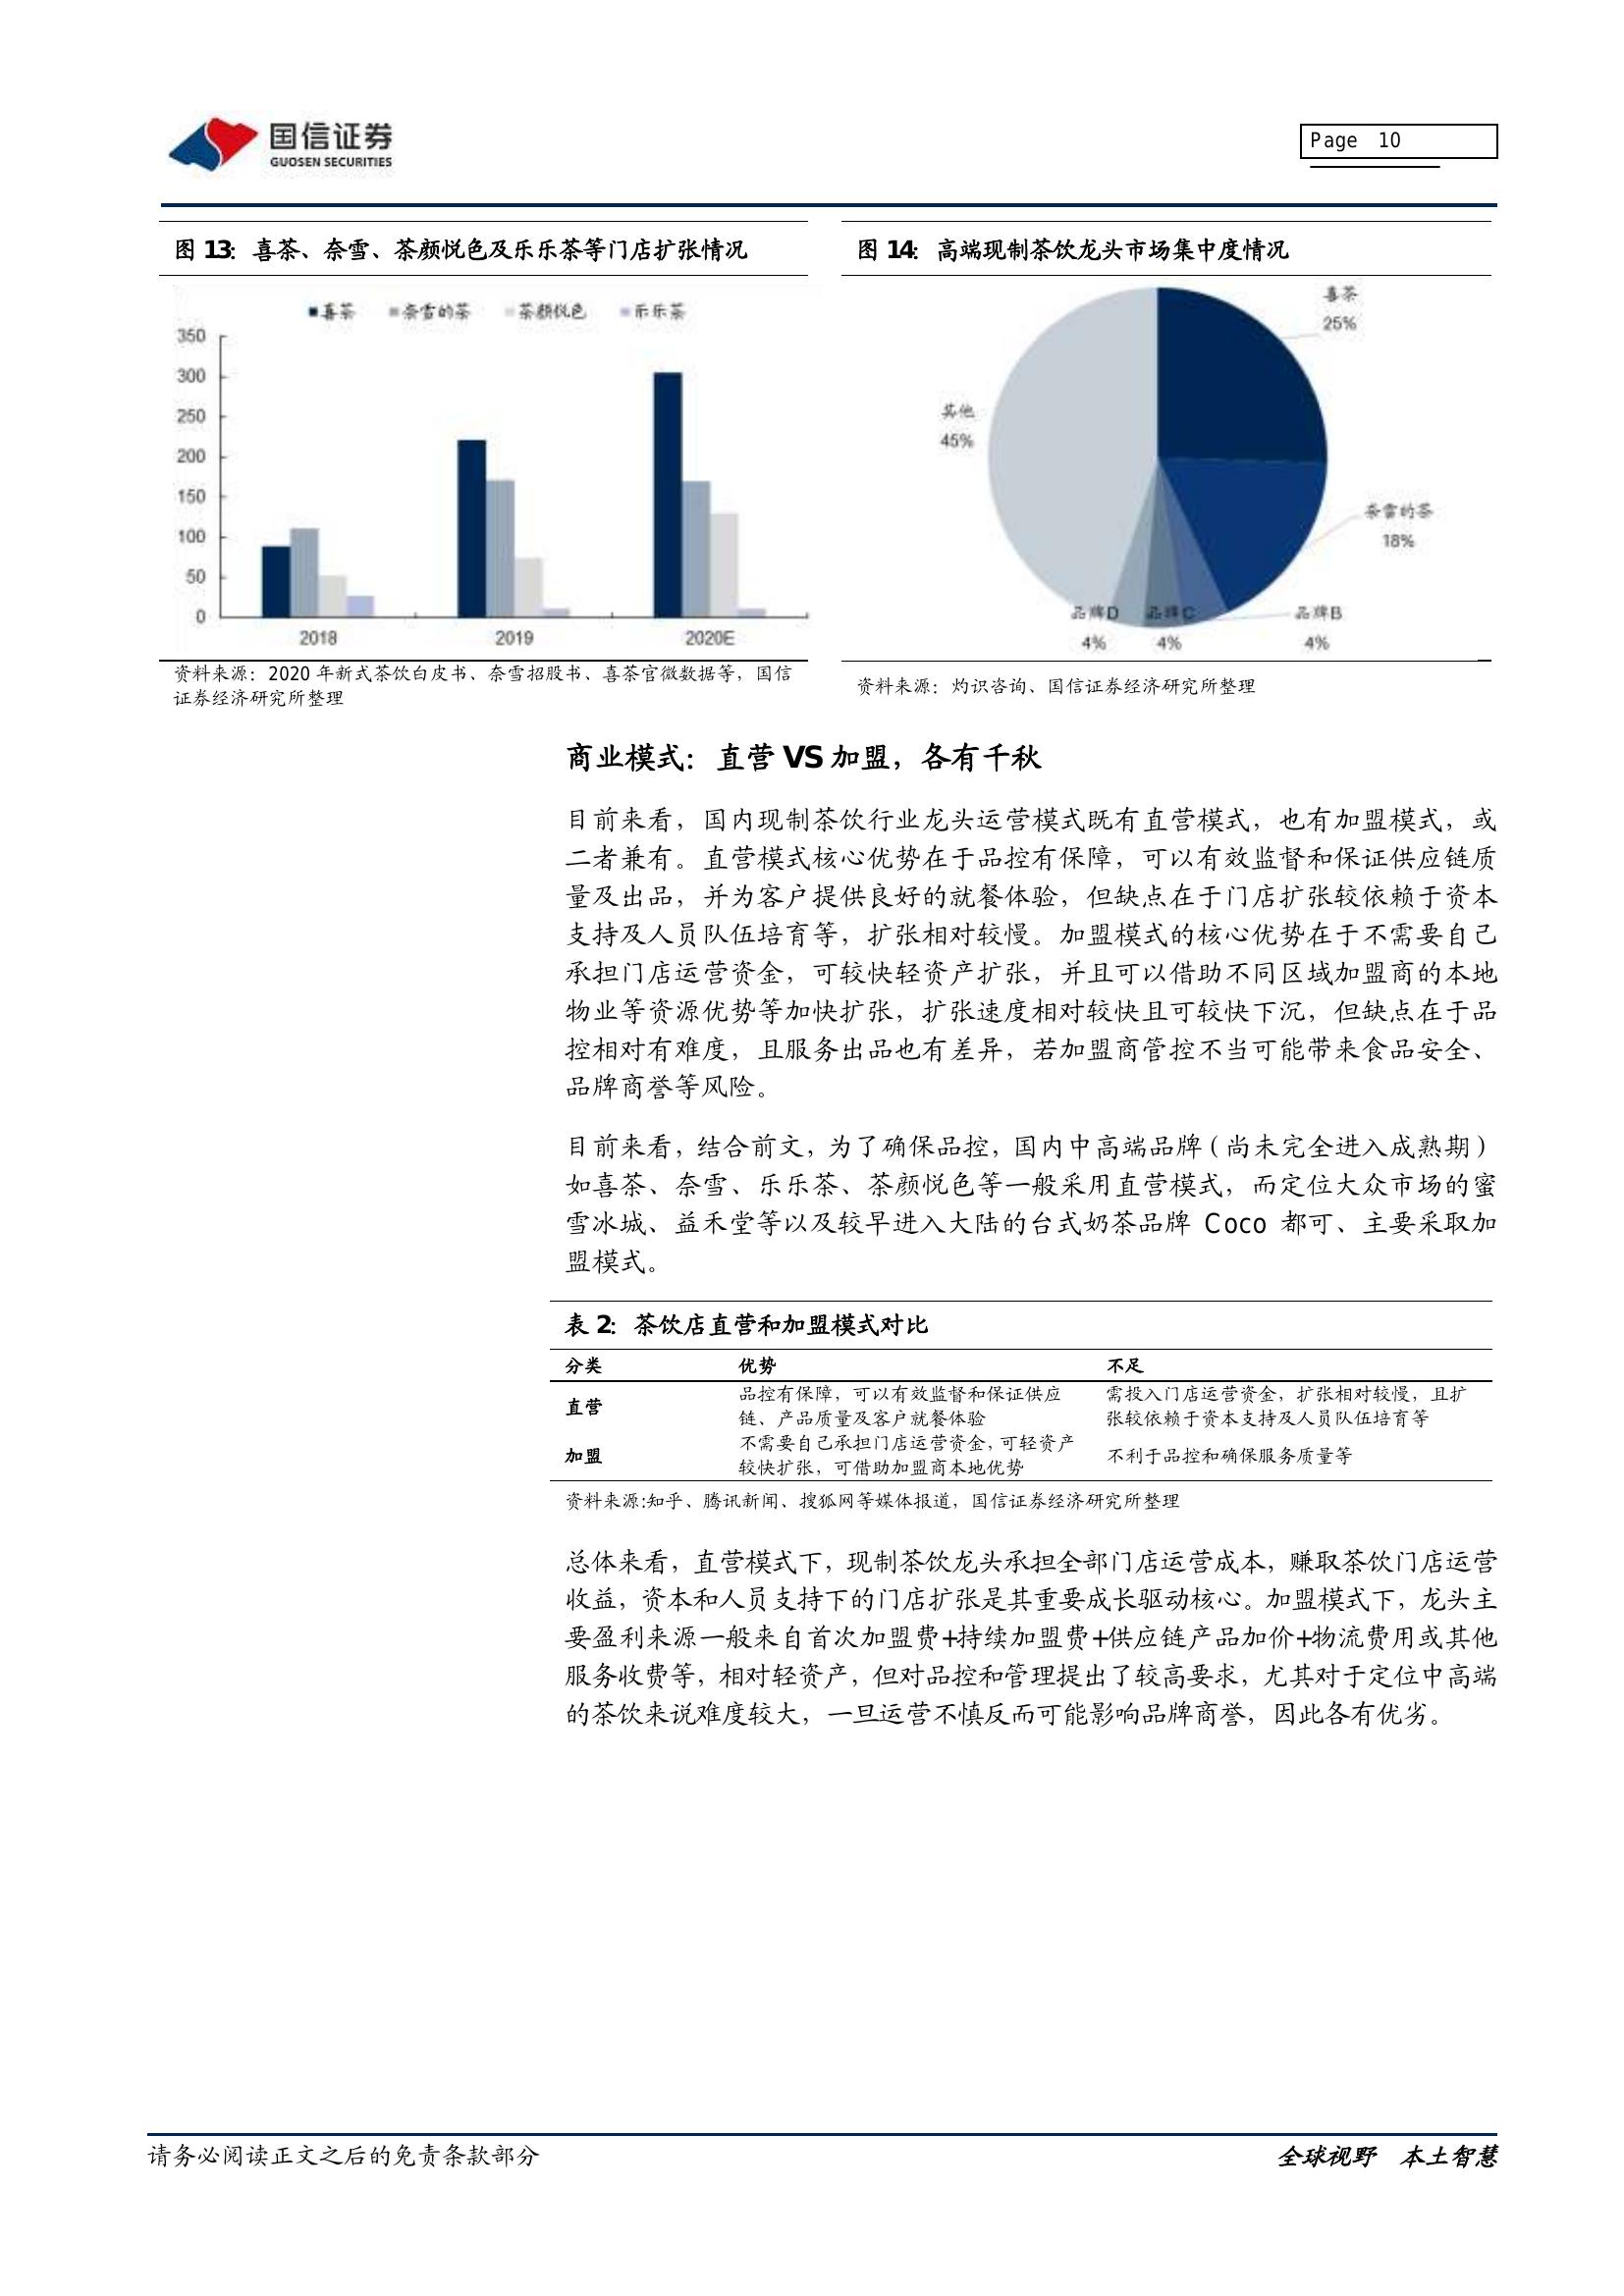 国信证券
GUOSEN SECURITIES
Page 10
图 13：喜茶、奈雪、茶颜悦色及乐乐茶等门店扩张情况
喜茶 奈雪的茶 茶颜悦色 乐乐茶
350
300
250
200
150
100
50
0
2018 2019 2020E
资料来源：2020 年新式茶饮白皮书、奈雪招股书、喜茶官微数据等，国信
证券经济研究所整理
图 14：高端现制茶饮龙头市场集中度情况
喜茶
25%
其他
45%
奈雪的茶
18%
品牌D 品牌C 品牌B
4% 4% 4%
资料来源：灼识咨询、国信证券经济研究所整理
商业模式：直营 VS 加盟，各有千秋
目前来看，国内现制茶饮行业龙头运营模式既有直营模式，也有加盟模式，或
二者兼有。直营模式核心优势在于品控有保障，可以有效监督和保证供应链质
量及出品，并为客户提供良好的就餐体验，但缺点在于门店扩张较依赖于资本
支持及人员队伍培育等，扩张相对较慢。加盟模式的核心优势在于不需要自己
承担门店运营资金，可较快轻资产扩张，并且可以借助不同区域加盟商的本地
物业等资源优势等加快扩张，扩张速度相对较快且可较快下沉，但缺点在于品
控相对有难度，且服务出品也有差异，若加盟商管控不当可能带来食品安全、
品牌商誉等风险。
目前来看，结合前文，为了确保品控，国内中高端品牌（尚未完全进入成熟期）
如喜茶、奈雪、乐乐茶、茶颜悦色等一般采用直营模式，而定位大众市场的蜜
雪冰城、益禾堂等以及较早进入大陆的台式奶茶品牌 Coco 都可、主要采取加
盟模式。
表 2：茶饮店直营和加盟模式对比
分类 优势 不足
直营 品控有保障，可以有效监督和保证供应 需投入门店运营资金，扩张相对较慢，且扩
链、产品质量及客户就餐体验 张较依赖于资本支持及人员队伍培育等
加盟 不需要自己承担门店运营资金，可轻资产 不利于品控和确保服务质量等
较快扩张，可借助加盟商本地优势
资料来源:知乎、腾讯新闻、搜狐网等媒体报道，国信证券经济研究所整理
总体来看，直营模式下，现制茶饮龙头承担全部门店运营成本，赚取茶饮门店运营
收益，资本和人员支持下的门店扩张是其重要成长驱动核心。加盟模式下，龙头主
要盈利来源一般来自首次加盟费+持续加盟费+供应链产品加价+物流费用或其他
服务收费等，相对轻资产，但对品控和管理提出了较高要求，尤其对于定位中高端
的茶饮来说难度较大，一旦运营不慎反而可能影响品牌商誉，因此各有优劣。
请务必阅读正文之后的免责条款部分
全球视野 本土智慧